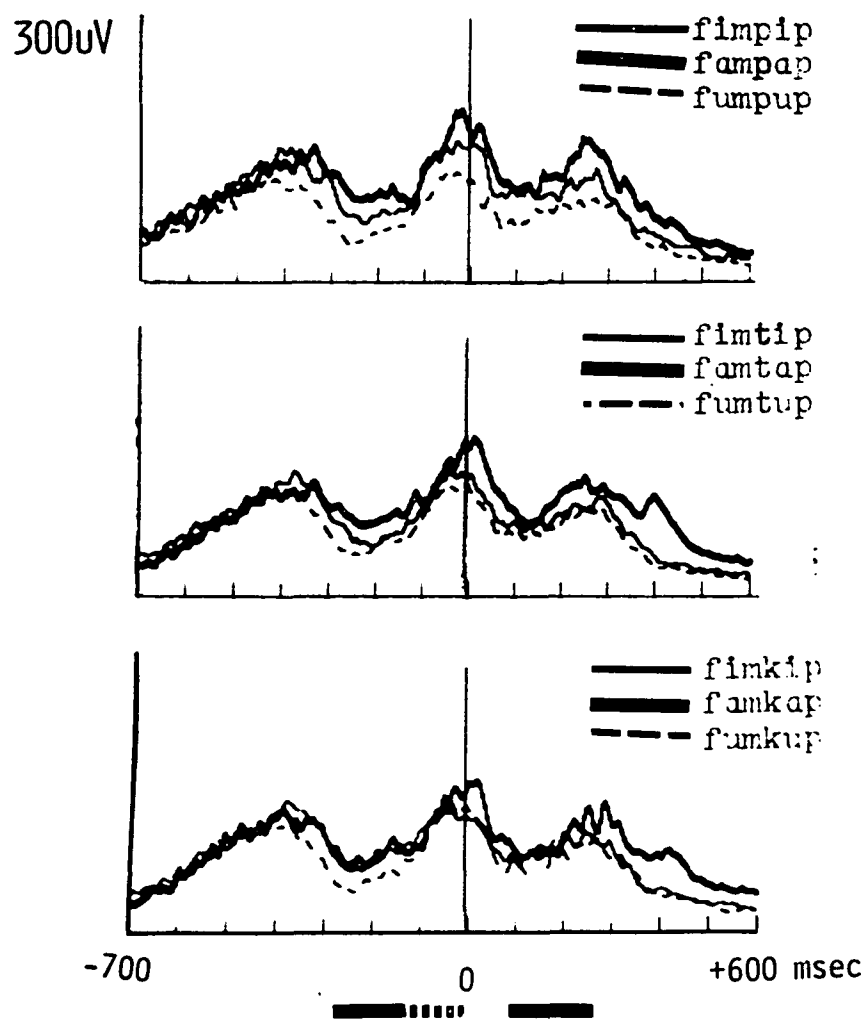 300uV
fimpip
fampap
fumpup
fimtip
famtap
fumtup
fimkip
famkap
fumkup
-700 0 +600 msec